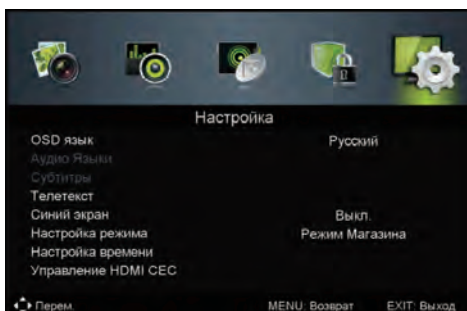 Настройка
OSD язык Русский
Аудио Языки
Субтитры
Телетекст
Синий экран Выкл.
Настройка режима Режим Магазина
Настройка времени
Управление HDMI CEC
Перем. MENU: Возврат EXIT: Выход